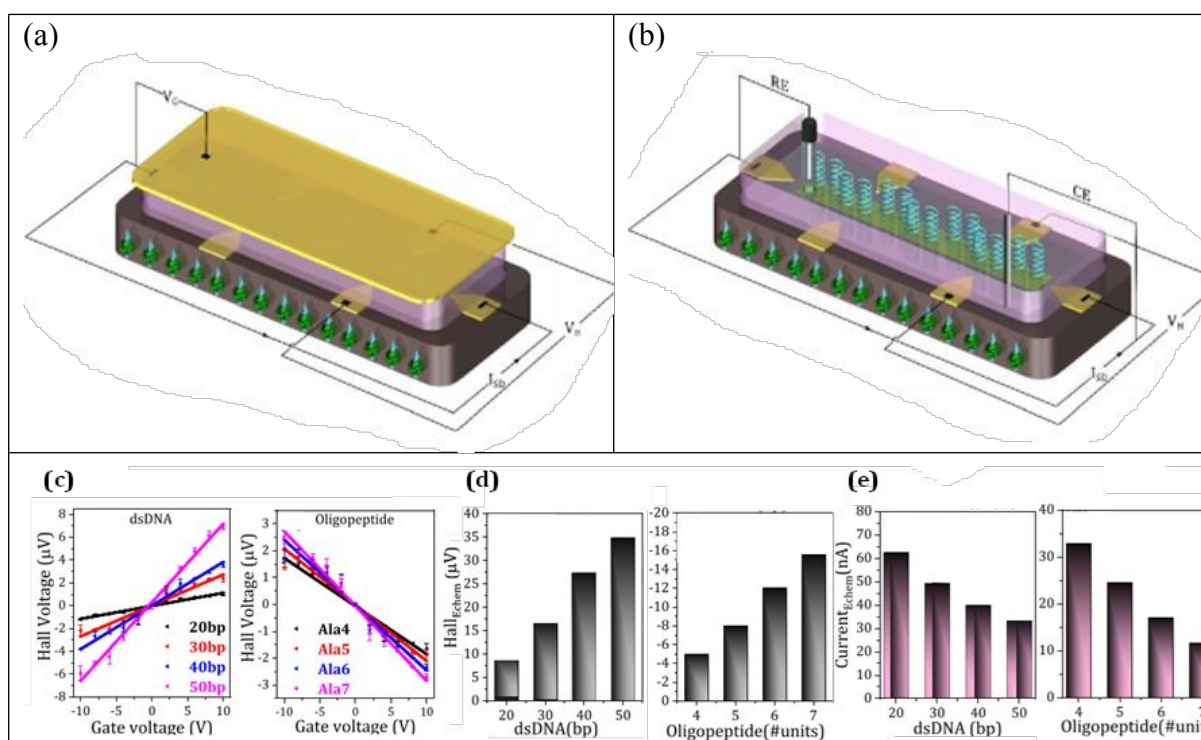 (a)
(b)
V_G
V_H
I_SD
RE
CE
V_H
I_SD
(c)
dsDNA
Hall Voltage (μV)
8
6
4
2
0
-2
-4
-6
-8
20bp
30bp
40bp
50bp
-10 -5 0 5 10
Gate voltage (V)
Oligopeptide
Hall Voltage (μV)
3
2
1
0
-1
-2
-3
Ala4
Ala5
Ala6
Ala7
-10 -5 0 5 10
Gate voltage (V)
(d)
Hall_Echem (μV)
40
35
30
25
20
15
10
5
0
20 30 40 50
dsDNA(bp)
-20
-18
-16
-14
-12
-10
-8
-6
-4
-2
0
4 5 6 7
Oligopeptide(#units)
(e)
Current_Echem(nA)
80
70
60
50
40
30
20
10
0
20 30 40 50
dsDNA(bp)
40
30
20
10
0
4 5 6 7
Oligopeptide(#unit